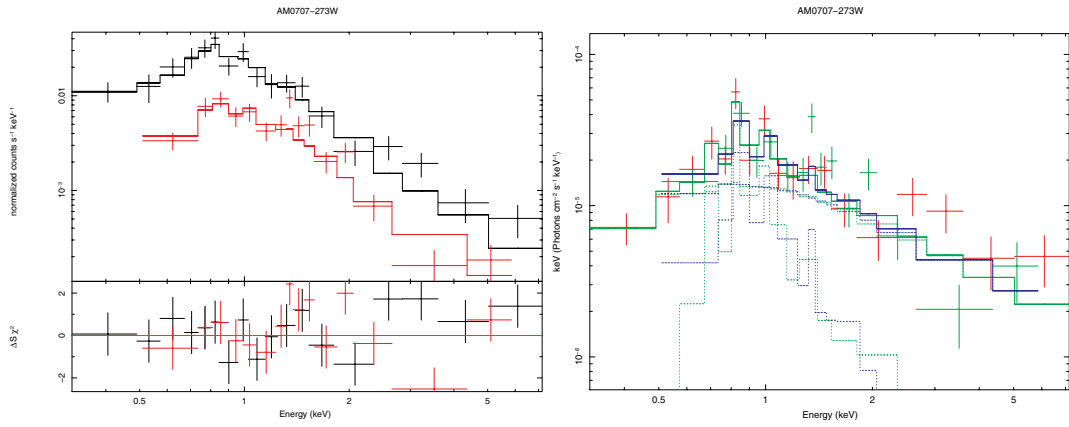 AM0707−273W
normalized counts s⁻¹ keV⁻¹
0.01
10⁻³
ΔS χ²
2
0
-2
0.5
1
2
5
Energy (keV)
AM0707−273W
keV (Photons cm⁻² s⁻¹ keV⁻¹)
10⁻⁴
10⁻⁵
10⁻⁶
0.5
1
2
5
Energy (keV)